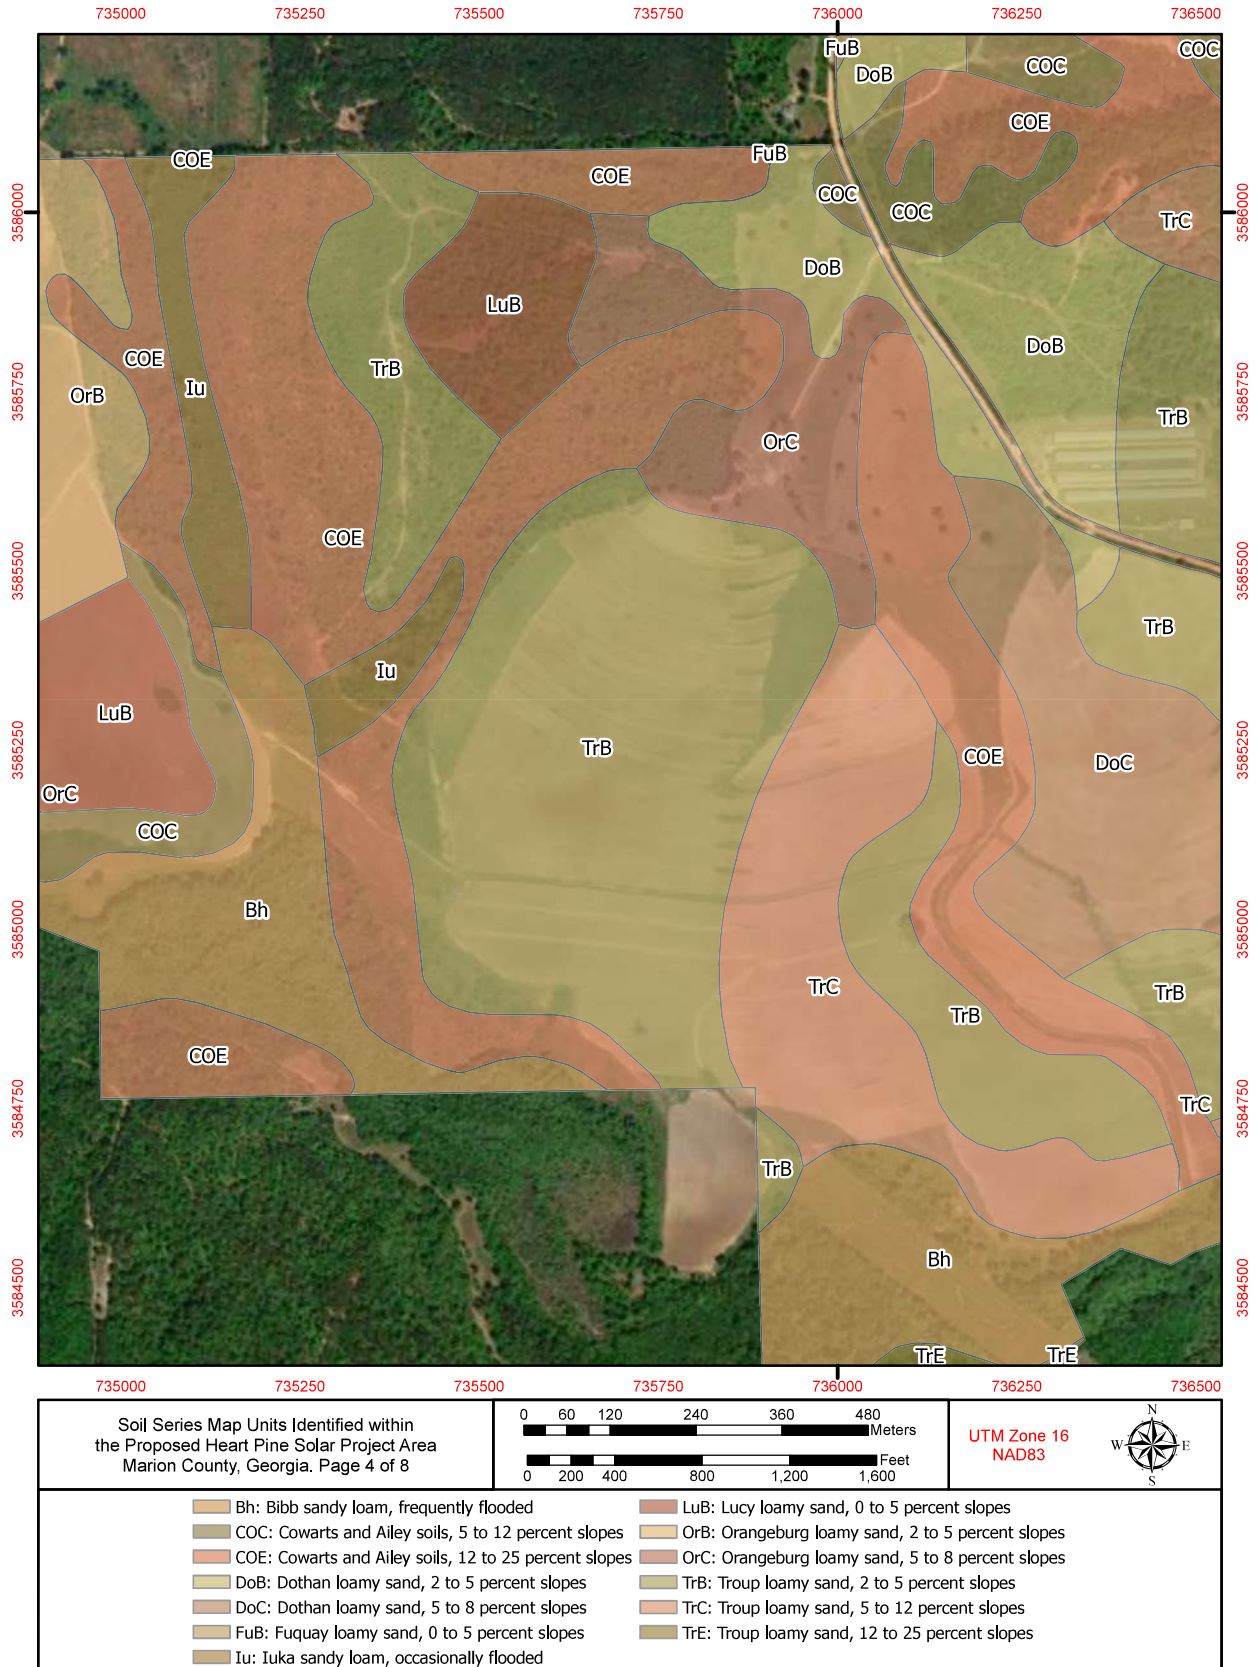 735000 735250 735500 735750 736000 736250 736500
FuB
COC
DoB
COC
COE
FuB
COE
COE
COC
COC
TrC
3586000
3586000
DoB
LuB
DoB
COE
TrB
Iu
OrB
3585750
3585750
TrB
OrC
COE
3585500
3585500
TrB
Iu
LuB
TrB
COE
DoC
3585250
3585250
OrC
COC
Bh
3585000
3585000
TrC
TrB
TrB
COE
3584750
3584750
TrC
TrB
Bh
3584500
3584500
TrE
TrE
735000 735250 735500 735750 736000 736250 736500
Soil Series Map Units Identified within
the Proposed Heart Pine Solar Project Area
Marion County, Georgia. Page 4 of 8
0 60 120 240 360 480
Meters
Feet
0 200 400 800 1,200 1,600
UTM Zone 16
NAD83
N
W E
S
Bh: Bibb sandy loam, frequently flooded
COC: Cowarts and Ailey soils, 5 to 12 percent slopes
COE: Cowarts and Ailey soils, 12 to 25 percent slopes
DoB: Dothan loamy sand, 2 to 5 percent slopes
DoC: Dothan loamy sand, 5 to 8 percent slopes
FuB: Fuquay loamy sand, 0 to 5 percent slopes
Iu: Iuka sandy loam, occasionally flooded
LuB: Lucy loamy sand, 0 to 5 percent slopes
OrB: Orangeburg loamy sand, 2 to 5 percent slopes
OrC: Orangeburg loamy sand, 5 to 8 percent slopes
TrB: Troup loamy sand, 2 to 5 percent slopes
TrC: Troup loamy sand, 5 to 12 percent slopes
TrE: Troup loamy sand, 12 to 25 percent slopes